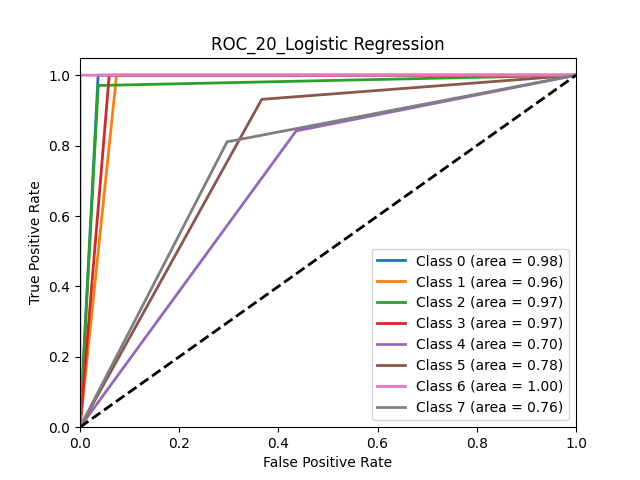 ROC_20_Logistic Regression
True Positive Rate
1.0
0.8
0.6
0.4
0.2
0.0
Class 0 (area = 0.98)
Class 1 (area = 0.96)
Class 2 (area = 0.97)
Class 3 (area = 0.97)
Class 4 (area = 0.70)
Class 5 (area = 0.78)
Class 6 (area = 1.00)
Class 7 (area = 0.76)
0.0 0.2 0.4 0.6 0.8 1.0
False Positive Rate